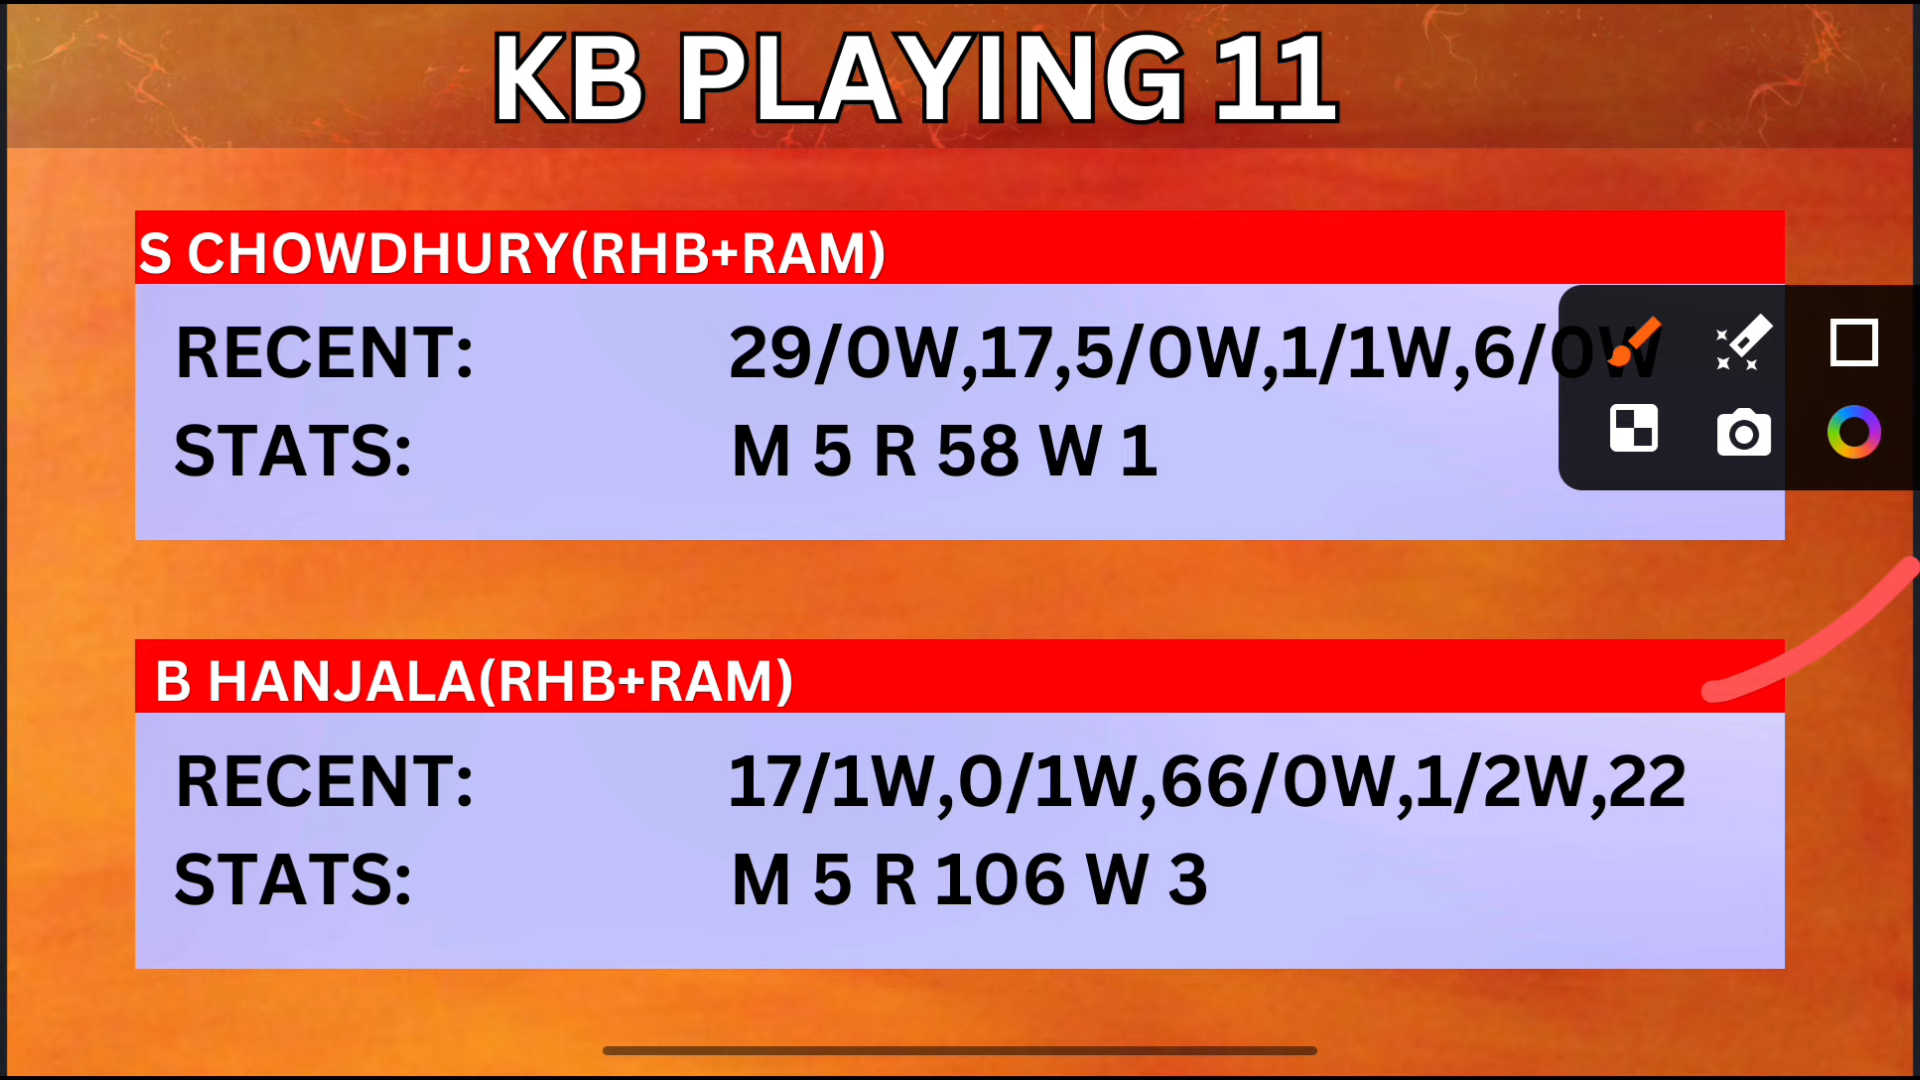 KB PLAYING 11
S CHOWDHURY(RHB+RAM)
RECENT: 29/0W,17,5/0W,1/1W,6/0W
STATS: M 5 R 58 W 1
B HANJALA(RHB+RAM)
RECENT: 17/1W,0/1W,66/0W,1/2W,22
STATS: M 5 R 106 W 3